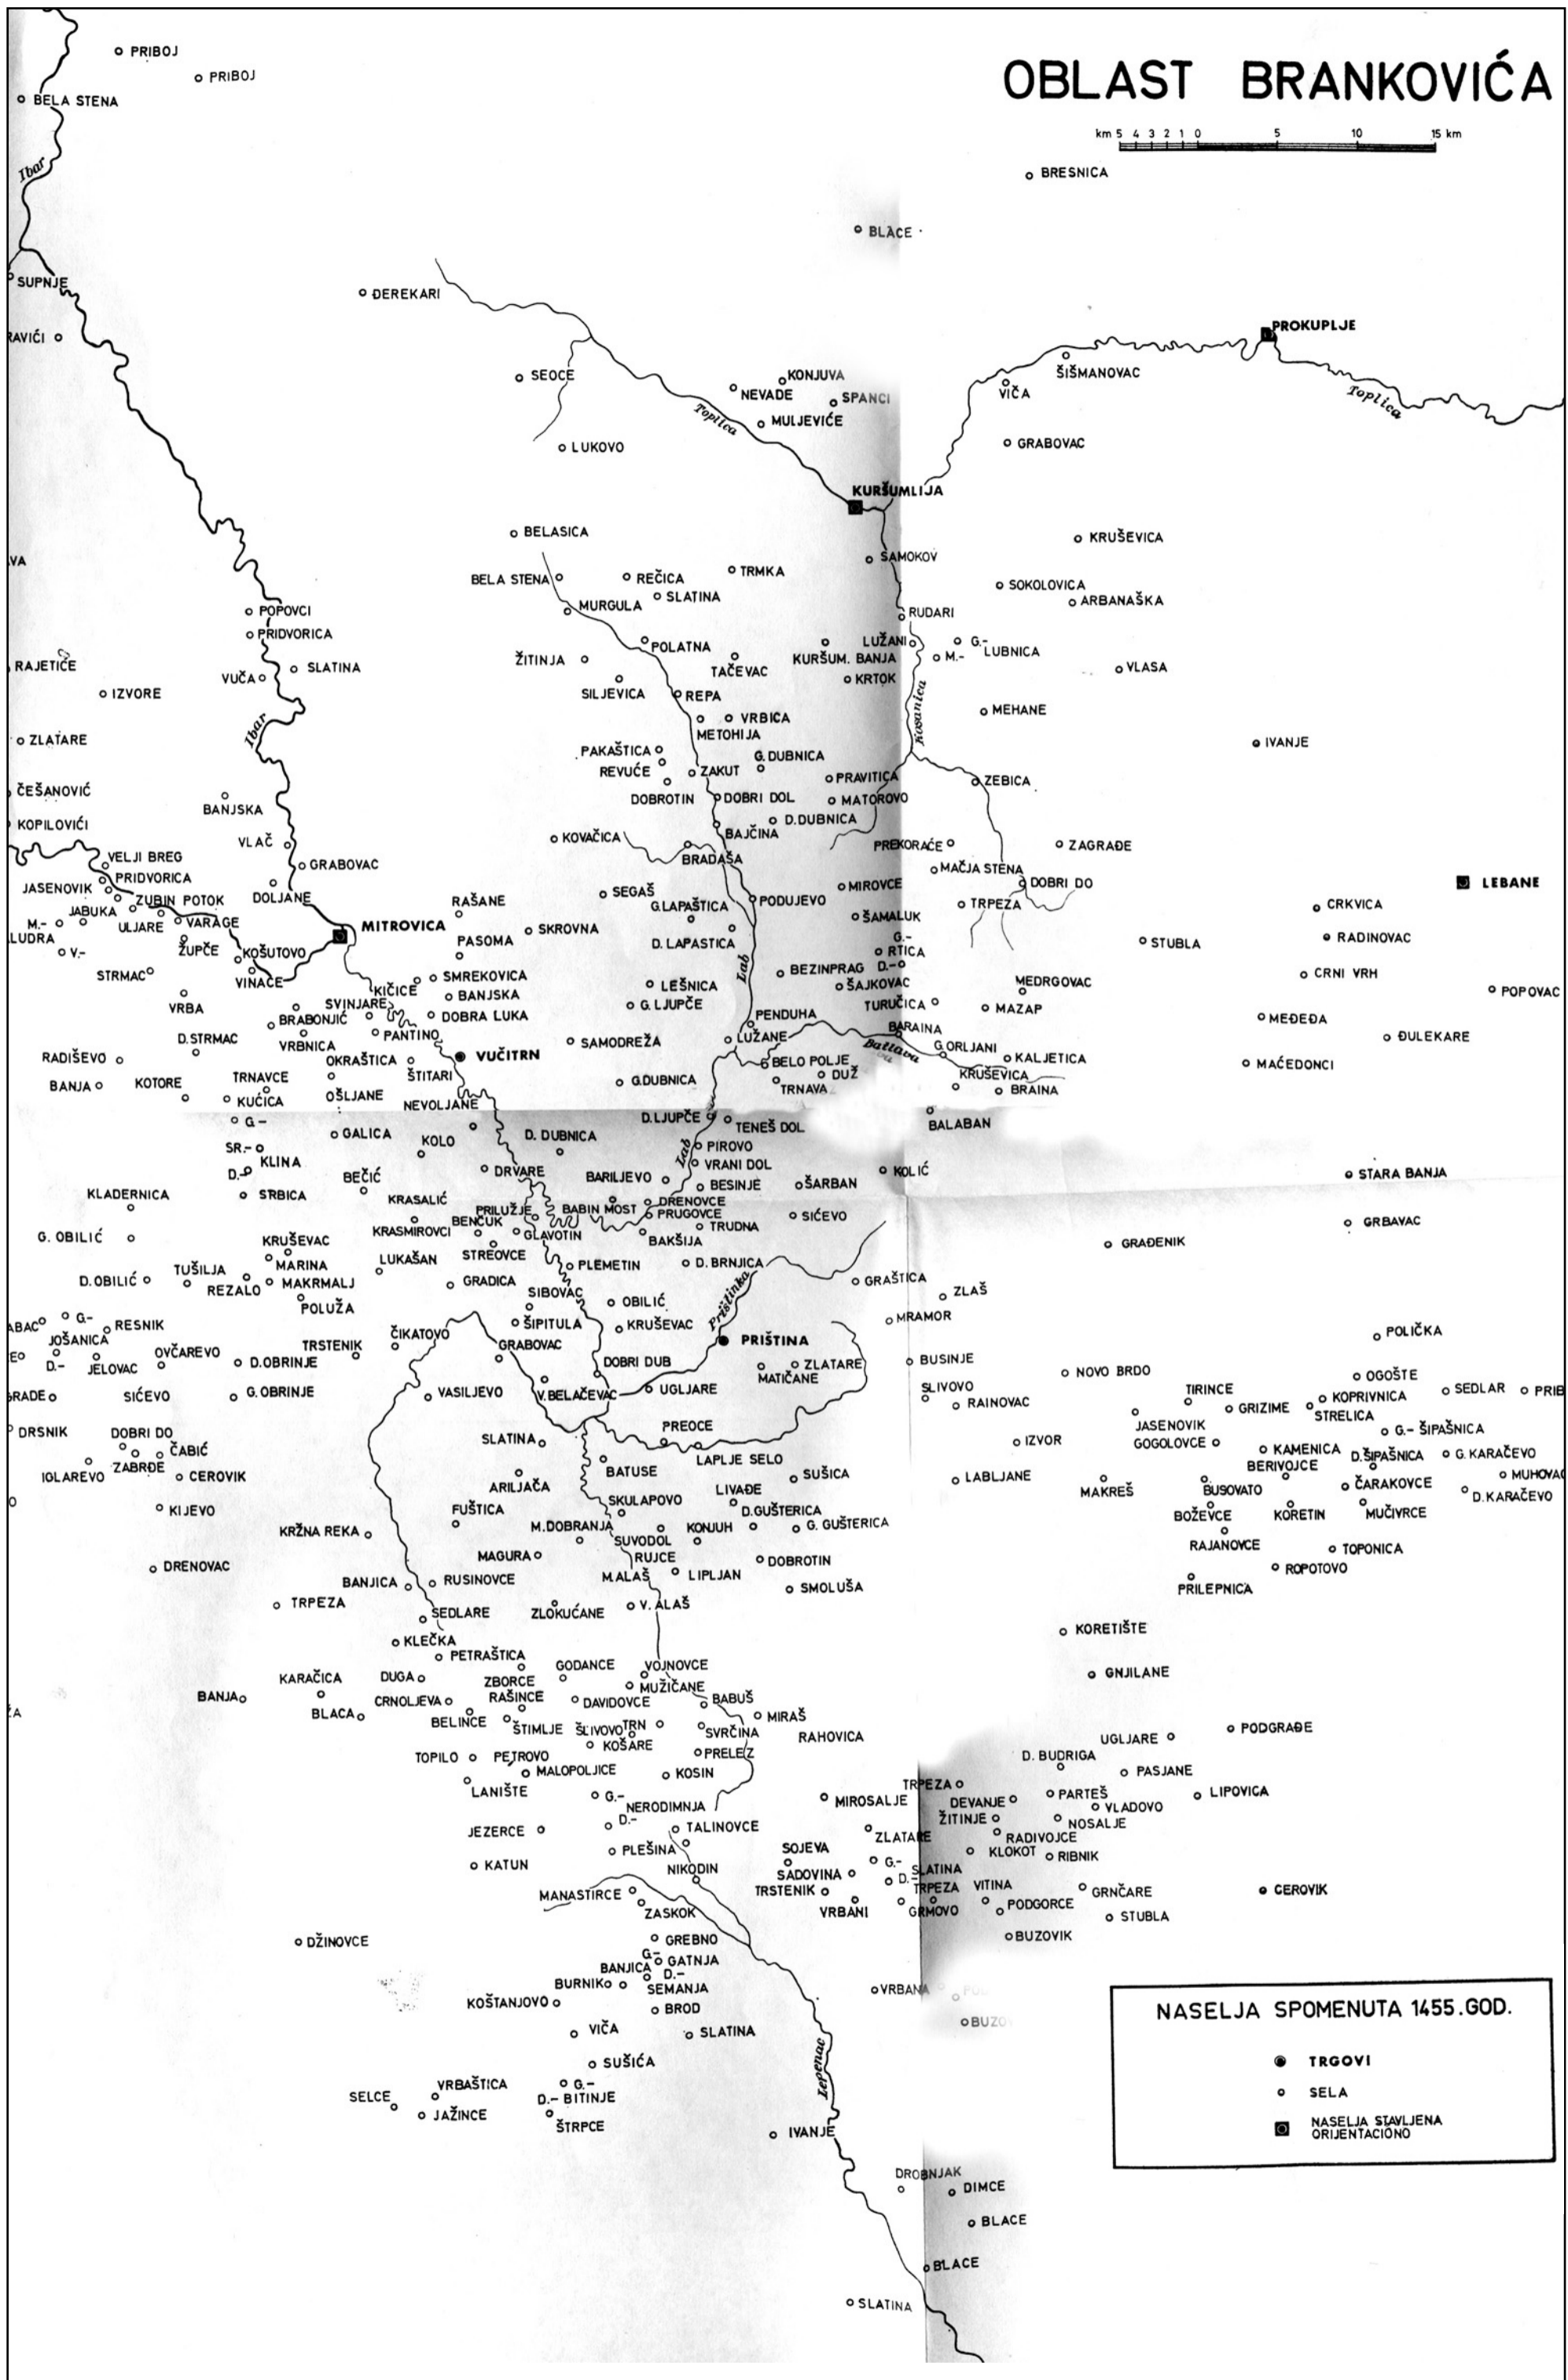 OBLAST BRANKOVIĆA
km 5 4 3 2 1 0 5 10 15 km
PRIBOJ
PRIBOJ
BELA STENA
Ibar
BRESNICA
BLACE
SUPNJE
ĐEREKARI
RAVIĆI
PROKUPLJE
ŠIŠMANOVAC
SEOCE
KONJUVA
NEVADE
SPANCI
VIČA
Toplica
Toplica
MULJEVIĆE
LUKOVO
GRABOVAC
KURŠUMLIJA
BELASICA
KRUŠEVICA
VA
SAMOKOV
BELA STENA
REČICA
TRMKA
SLATINA
SOKOLOVICA
ARBANAŠKA
MURGULA
POPOVCI
RUDARI
PRIDVORICA
POLATNA
LUŽANI
G.-
LUBNICA
M.-
RAJETIĆE
SLATINA
ŽITINJA
TAČEVAC
KURŠUM. BANJA
VLASA
VUČA
KRTOK
IZVORE
SILJEVICA
REPA
Kosanica
MEHANE
VRBICA
METOHIJA
Ibar
ZLATARE
IVANJE
PAKAŠTICA
G.DUBNICA
REVUĆE
ZAKUT
PRAVITICA
ZEBICA
ČEŠANOVIĆ
DOBROTIN
DOBRI DOL
MATOROVO
BANJSKA
D.DUBNICA
KOPILOVIĆI
KOVAČICA
BAJČINA
VLAČ
PREKORAĆE
ZAGRAĐE
VELJI BREG
GRABOVAC
BRADAŠA
MAČJA STENA
PRIDVORICA
JASENOVIK
DOBRI DO
LEBANE
ZUBIN POTOK
DOLJANE
RAŠANE
SEGAŠ
MIROVCE
PODUJEVO
G.LAPAŠTICA
TRPEZA
CRKVICA
M.-
JABUKA
ULJARE
VARAGE
MITROVICA
SKROVNA
ŠAMALUK
LUDRA
V.-
ŽUPČE
KOŠUTOVO
PASOMA
D. LAPASTICA
G.-
RTICA
STUBLA
RADINOVAC
STRMAC
VINAČE
SMREKOVICA
Lab
BEZINPRAG
D.-
MEDRGOVAC
CRNI VRH
KIČICE
BANJSKA
LEŠNICA
ŠAJKOVAC
POPOVAC
VRBA
SVINJARE
G. LJUPČE
TURUČICA
MAZAP
BRABONJIĆ
DOBRA LUKA
PENDUHA
MEĐEĐA
D.STRMAC
VRBNICA
PANTINO
SAMODREŽA
LUŽANE
BARAINA
ĐULEKARE
RADIŠEVO
OKRAŠTICA
VUČITRN
Batlava
G.ORLJANI
KALJETICA
MAĆEDONCI
BANJA
KOTORE
TRNAVCE
ŠTITARI
G.DUBNICA
BELO POLJE
DUŽ
KRUŠEVICA
KUĆICA
OŠLJANE
TRNAVA
BRAINA
NEVOLJANE
G-
D.LJUPČE
TENEŠ DOL
BALABAN
GALICA
KOLO
D. DUBNICA
SR.-
KLINA
Lab
PIROVO
VRANI DOL
D.-
BEČIĆ
DRVARE
BARILJEVO
KOLIĆ
STARA BANJA
KLADERNICA
SRBICA
KRASALIĆ
BESINJE
ŠARBAN
PRILUŽJE
BABIN MOST
DRENOVCE
PRUGOVCE
SIĆEVO
G. OBILIĆ
KRASMIROVCI
BENČUK
GLAVOTIN
TRUDNA
GRBAVAC
KRUŠEVAC
BAKŠIJA
GRAĐENIK
MARINA
LUKAŠAN
STREOVCE
PLEMETIN
D. BRNJICA
TUŠILJA
D.OBILIĆ
REZALO
MAKRMALJ
GRADICA
GRAŠTICA
ZLAŠ
POLUŽA
SIBOVAC
OBILIĆ
Prištinka
G.-
RESNIK
ŠIPITULA
KRUŠEVAC
MRAMOR
ABAC
JOŠANICA
ČIKATOVO
PRIŠTINA
POLIČKA
OVČAREVO
TRSTENIK
GRABOVAC
D.-
JELOVAC
D.OBRINJE
DOBRI DUB
ZLATARE
BUSINJE
MATIČANE
NOVO BRDO
OGOŠTE
GRADE
SIĆEVO
G.OBRINJE
VASILJEVO
V.BELAČEVAC
UGLJARE
SLIVOVO
RAINOVAC
TIRINCE
KOPRIVNICA
SEDLAR
PRIB
GRIZIME
STRELICA
DRSNIK
DOBRI DO
PREOCE
JASENOVIK
G.- ŠIPAŠNICA
ČABIĆ
SLATINA
IZVOR
GOGOLOVCE
KAMENICA
D.ŠIPAŠNICA
G. KARAČEVO
ZABRĐE
LAPLJE SELO
BERIVOJCE
IGLAREVO
CEROVIK
BATUSE
SUŠICA
LABLJANE
MUHOVAC
ARILJAČA
MAKREŠ
BUSOVATO
ČARAKOVCE
LIVAĐE
D. KARAČEVO
KIJEVO
FUŠTICA
SKULAPOVO
D.GUŠTERICA
BOŽEVCE
KORETIN
MUČIVRCE
KRŽNA REKA
M.DOBRANJA
KONJUH
G. GUŠTERICA
SUVODOL
RAJANOVCE
TOPONICA
MAGURA
RUJCE
DOBROTIN
DRENOVAC
ROPOTOVO
BANJICA
RUSINOVCE
M.ALAŠ
LIPLJAN
SMOLUŠA
PRILEPNICA
TRPEZA
SEDLARE
ZLOKUĆANE
V. ALAŠ
KLEČKA
KORETIŠTE
PETRAŠTICA
GODANCE
VOJNOVCE
KARAČICA
DUGA
ZBORCE
MUŽIČANE
GNJILANE
BANJA
CRNOLJEVA
RAŠINCE
DAVIDOVCE
BABUŠ
ŽA
BLACA
BELINCE
ŠTIMLJE
ŠLIVOVO
TRN
MIRAŠ
SVRČINA
RAHOVICA
PODGRAĐE
UGLJARE
KOŠARE
TOPILO
PETROVO
PRELEZ
D. BUDRIGA
MALOPOLJICE
KOSIN
PASJANE
LANIŠTE
TRPEZA
G.-
MIROSALJE
DEVANJE
PARTEŠ
LIPOVICA
NERODIMNJA
VLADOVO
ŽITINJE
D.-
NOSALJE
JEZERCE
TALINOVCE
ZLATARE
RADIVOJCE
PLEŠINA
SOJEVA
KLOKOT
RIBNIK
KATUN
NIKODIN
G.-
SLATINA
SADOVINA
D.-
MANASTIRCE
TRSTENIK
TRPEZA
VITINA
GRNČARE
CEROVIK
ZASKOK
VRBANI
GRMOVO
PODGORCE
STUBLA
DŽINOVCE
GREBNO
BUZOVIK
G.-
GATNJA
BANJICA
D.-
BURNIK
SEMANJA
VRBANA
KOŠTANJOVO
BROD
BUZO
VIČA
SLATINA
SUŠIĆA
Lepenac
VRBAŠTICA
G.-
SELCE
D.- BITINJE
JAŽINCE
ŠTRPCE
IVANJE
DROBNJAK
DIMCE
BLACE
BLACE
SLATINA
NASELJA SPOMENUTA 1455.GOD.
TRGOVI
SELA
NASELJA STAVLJENA
ORIJENTACIONO